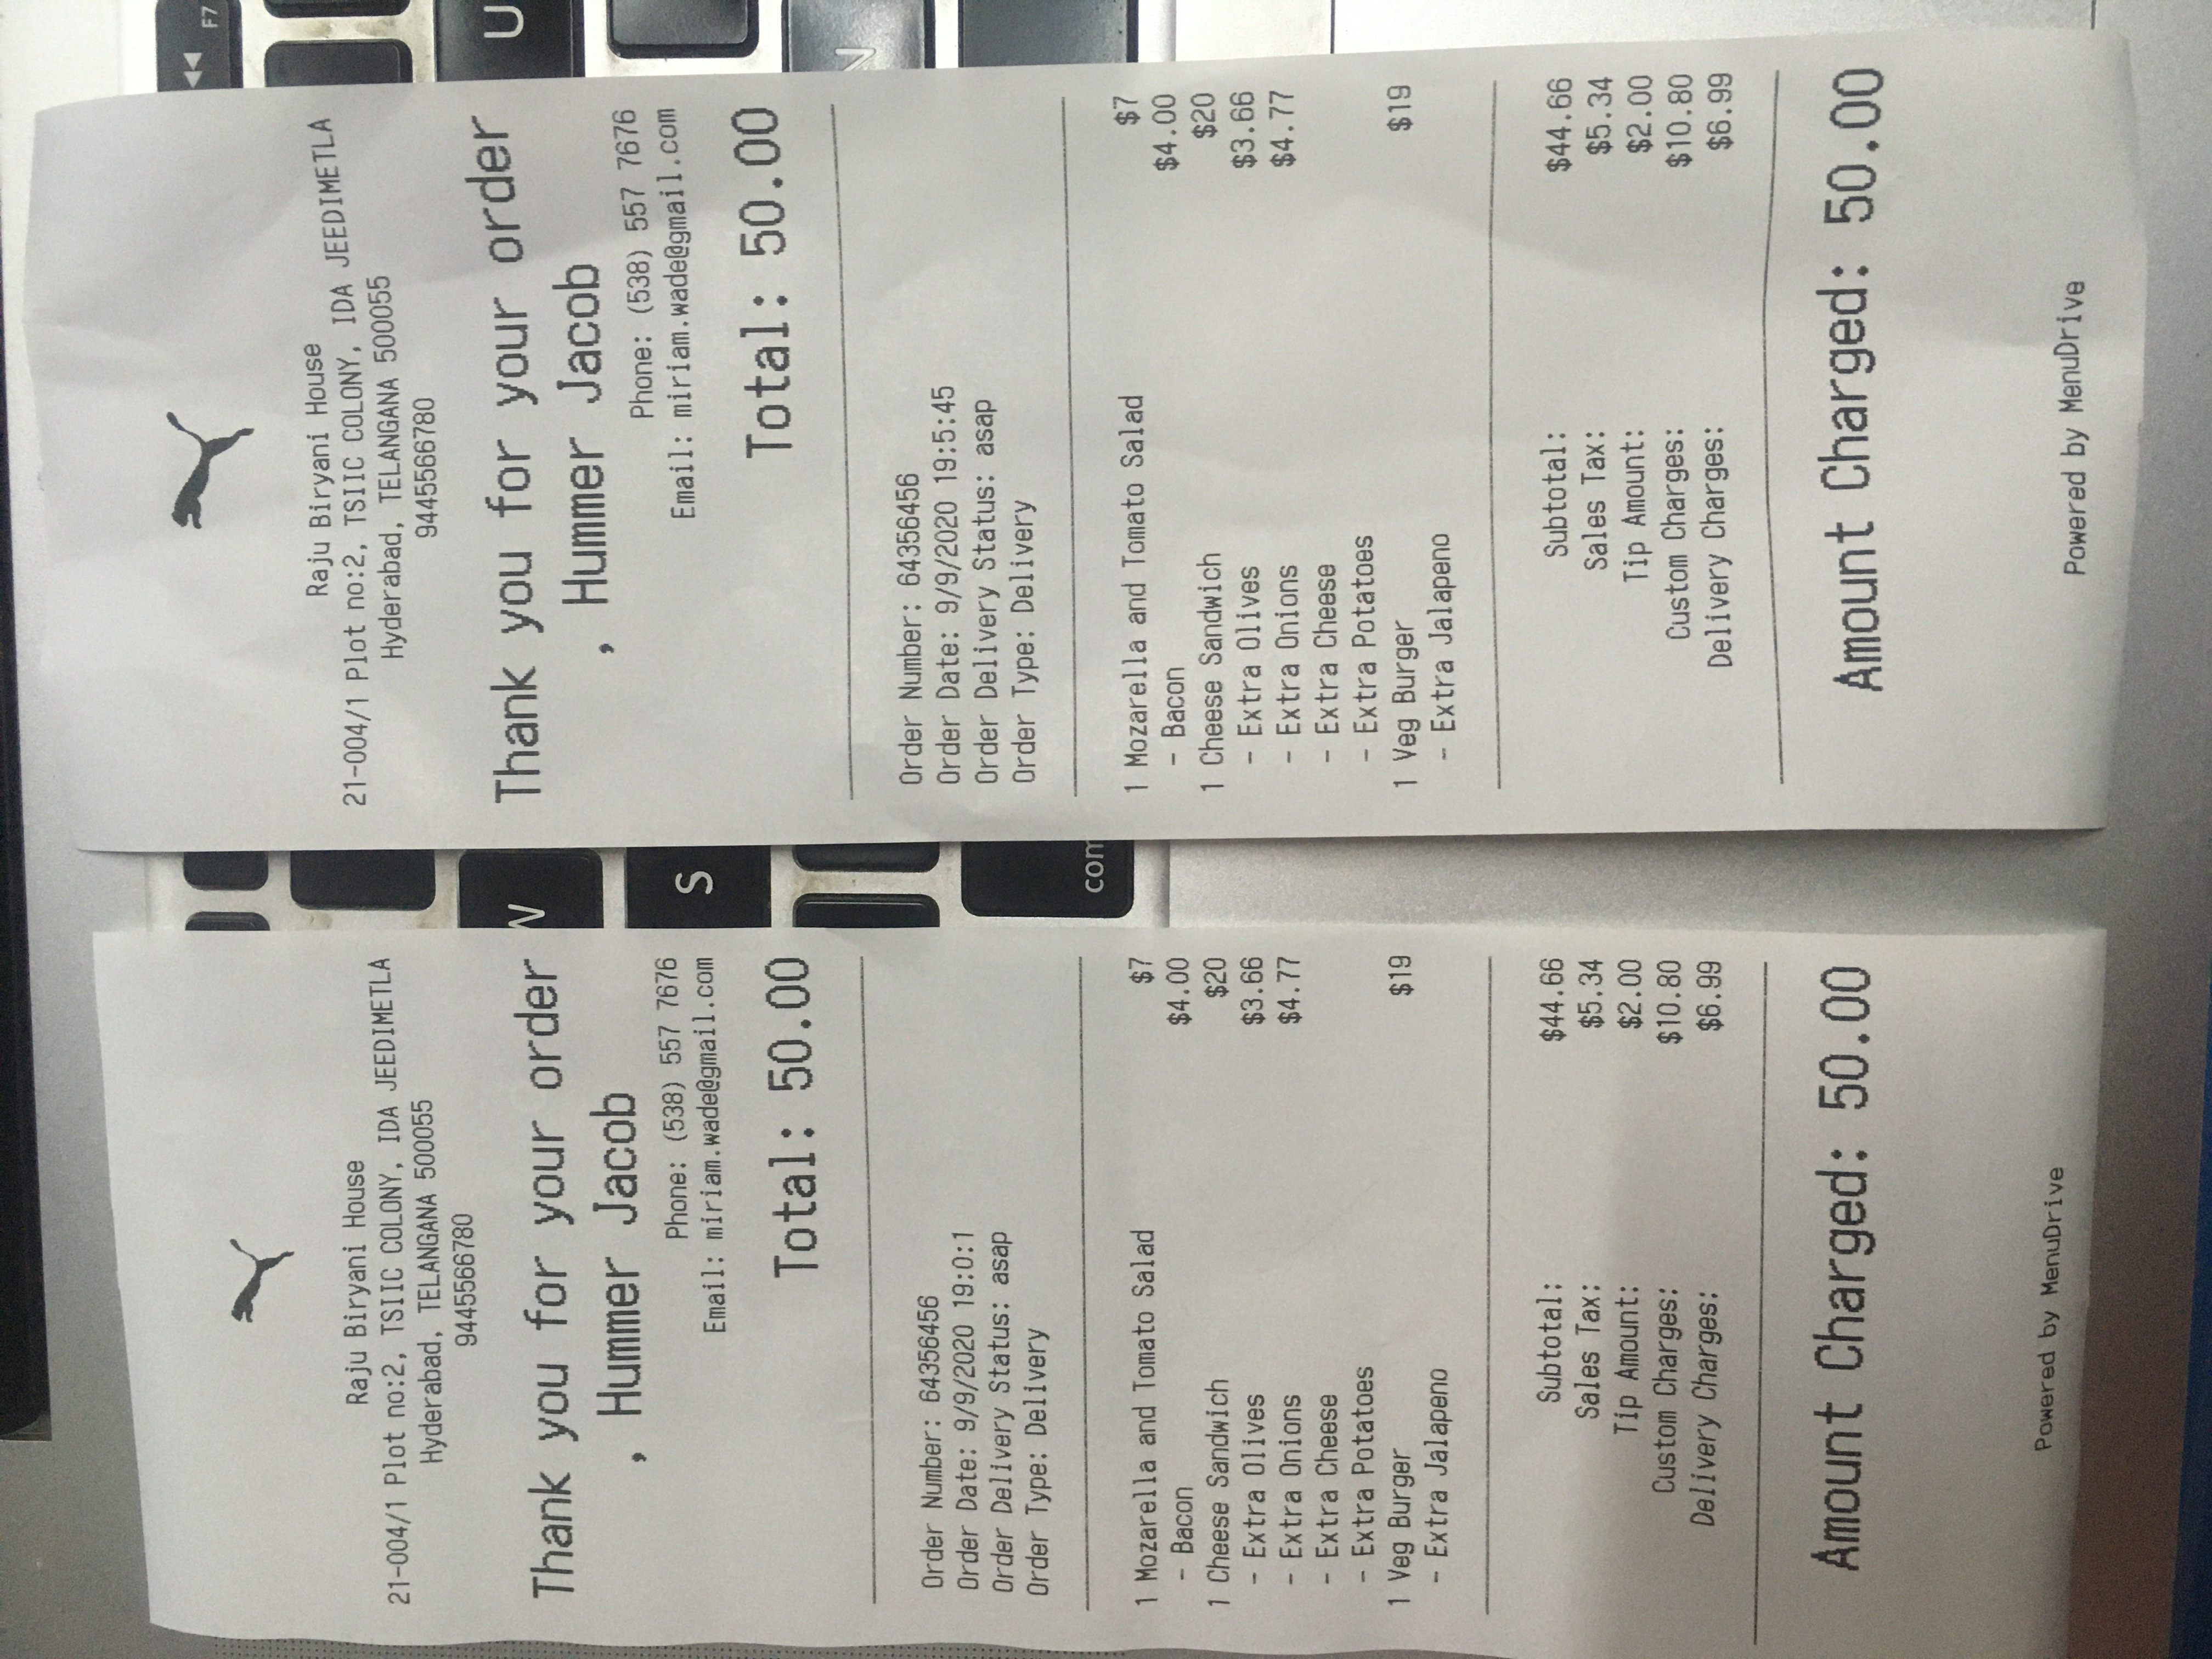 Raju Biryani House
21-004/1 Plot no:2, TSIIC COLONY, IDA JEEDIMETLA
Hyderabad, TELANGANA 500055
9445566780
Thank you for your order
, Hummer Jacob
Phone: (538) 557 7676
Email: miriam.wade@gmail.com
Total: 50.00
Order Number: 64356456
Order Date: 9/9/2020 19:0:1
Order Delivery Status: asap
Order Type: Delivery
1 Mozarella and Tomato Salad $7
- Bacon $4.00
1 Cheese Sandwich $20
- Extra Olives $3.66
- Extra Onions $4.77
- Extra Cheese
- Extra Potatoes
1 Veg Burger $19
- Extra Jalapeno
Subtotal: $44.66
Sales Tax: $5.34
Tip Amount: $2.00
Custom Charges: $10.80
Delivery Charges: $6.99
Amount Charged: 50.00
Powered by MenuDrive
Raju Biryani House
21-004/1 Plot no:2, TSIIC COLONY, IDA JEEDIMETLA
Hyderabad, TELANGANA 500055
9445566780
Thank you for your order
, Hummer Jacob
Phone: (538) 557 7676
Email: miriam.wade@gmail.com
Total: 50.00
Order Number: 64356456
Order Date: 9/9/2020 19:5:45
Order Delivery Status: asap
Order Type: Delivery
1 Mozarella and Tomato Salad $7
- Bacon $4.00
1 Cheese Sandwich $20
- Extra Olives $3.66
- Extra Onions $4.77
- Extra Cheese
- Extra Potatoes
1 Veg Burger $19
- Extra Jalapeno
Subtotal: $44.66
Sales Tax: $5.34
Tip Amount: $2.00
Custom Charges: $10.80
Delivery Charges: $6.99
Amount Charged: 50.00
Powered by MenuDrive
W
S
com
F7
U
N